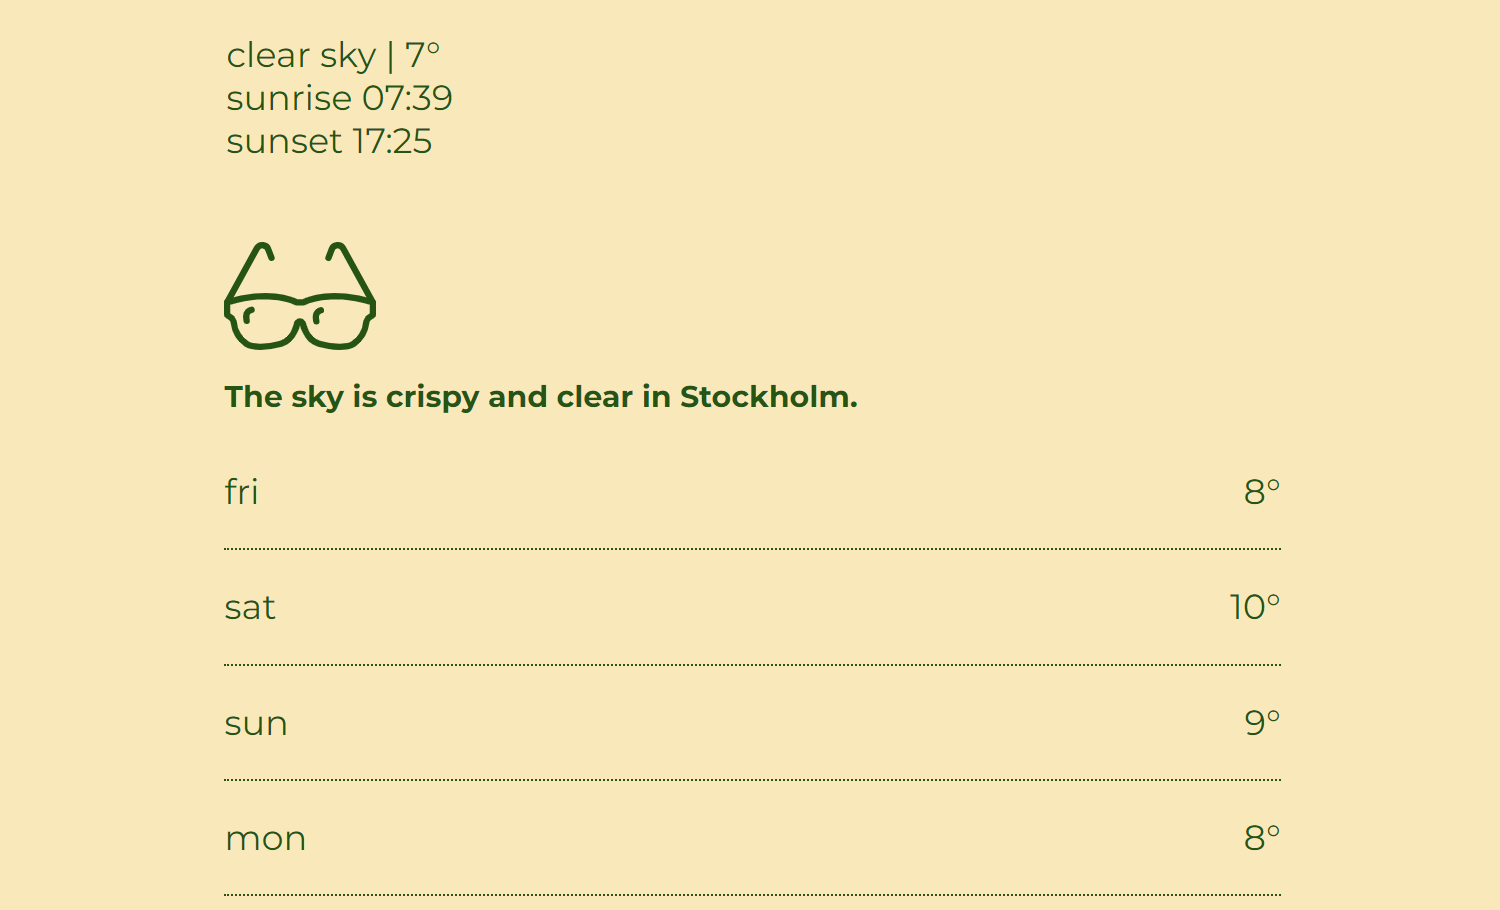 clear sky | 7°
sunrise 07:39
sunset 17:25
The sky is crispy and clear in Stockholm.
fri 8°
sat 10°
sun 9°
mon 8°